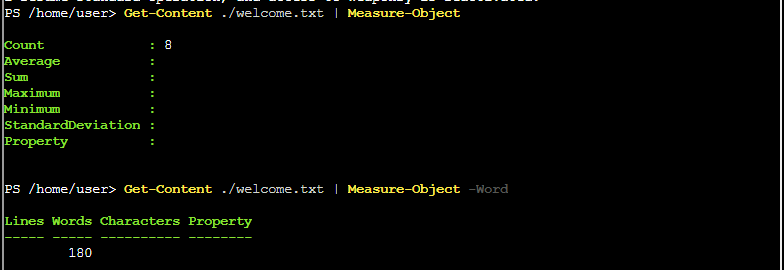 PS /home/user> Get-Content ./welcome.txt | Measure-Object
Count : 8
Average :
Sum :
Maximum :
Minimum :
StandardDeviation :
Property :
PS /home/user> Get-Content ./welcome.txt | Measure-Object -Word
Lines Words Characters Property
----- ----- ---------- --------
180